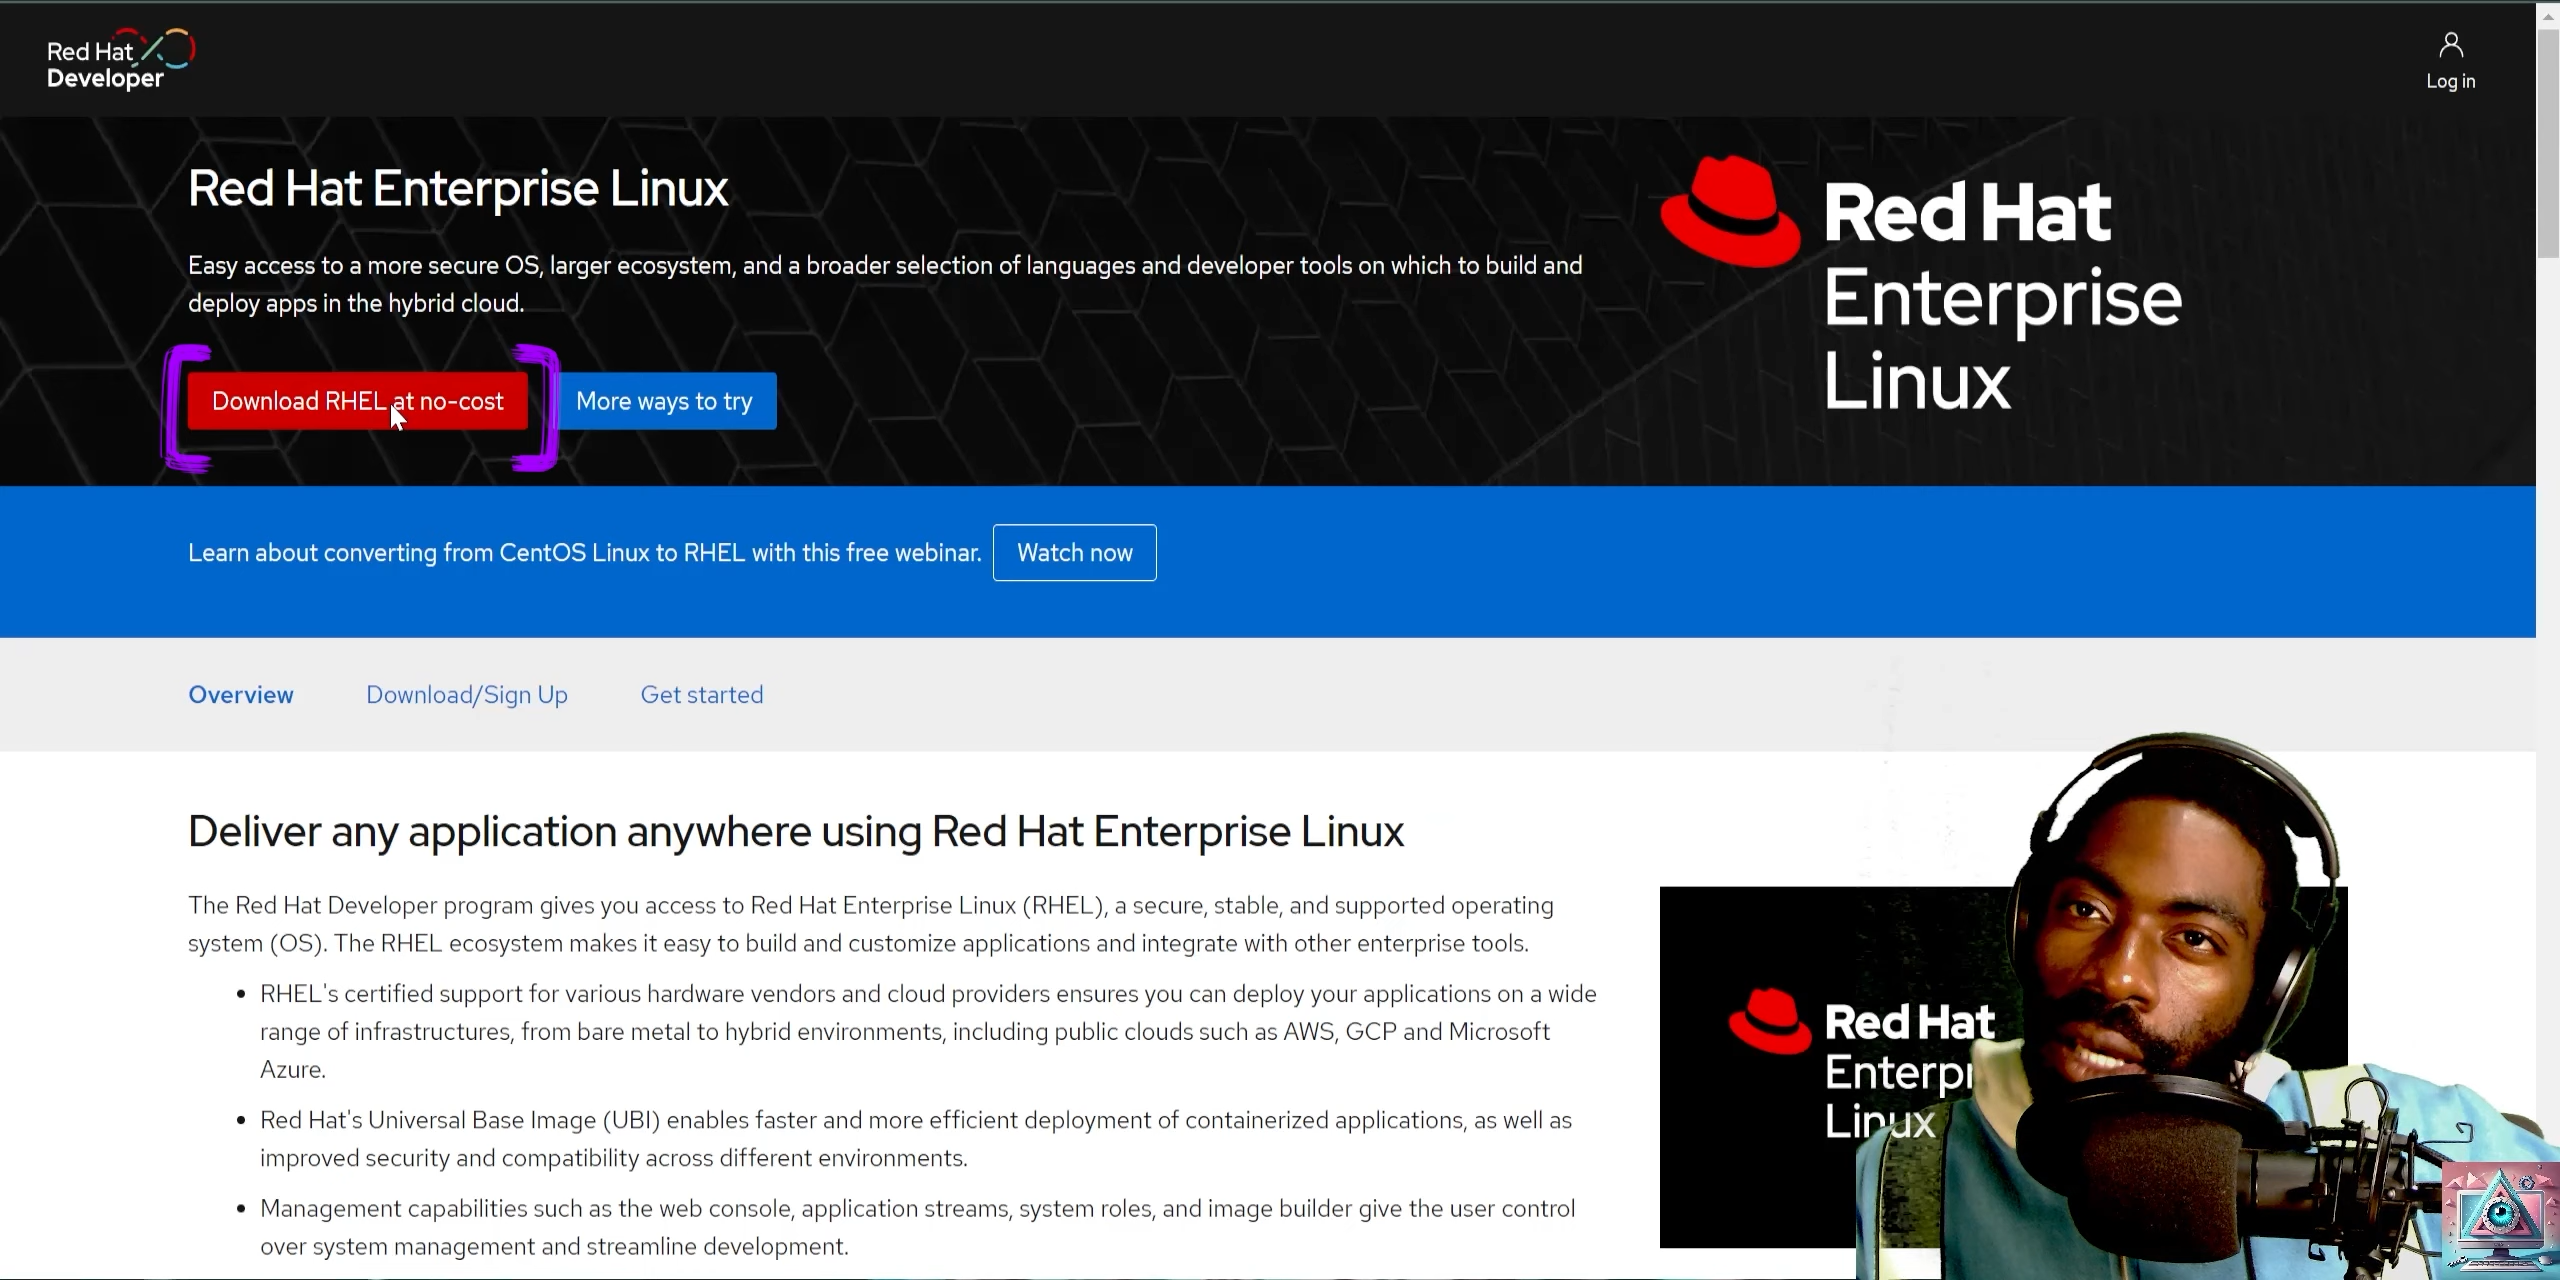 Red Hat
Developer
Log in
Red Hat Enterprise Linux
Easy access to a more secure OS, larger ecosystem, and a broader selection of languages and developer tools on which to build and
deploy apps in the hybrid cloud.
Download RHEL at no-cost
More ways to try
Red Hat
Enterprise
Linux
Learn about converting from CentOS Linux to RHEL with this free webinar.
Watch now
Overview
Download/Sign Up
Get started
Deliver any application anywhere using Red Hat Enterprise Linux
The Red Hat Developer program gives you access to Red Hat Enterprise Linux (RHEL), a secure, stable, and supported operating
system (OS). The RHEL ecosystem makes it easy to build and customize applications and integrate with other enterprise tools.
• RHEL's certified support for various hardware vendors and cloud providers ensures you can deploy your applications on a wide
range of infrastructures, from bare metal to hybrid environments, including public clouds such as AWS, GCP and Microsoft
Azure.
• Red Hat's Universal Base Image (UBI) enables faster and more efficient deployment of containerized applications, as well as
improved security and compatibility across different environments.
• Management capabilities such as the web console, application streams, system roles, and image builder give the user control
over system management and streamline development.
Red Hat
Enterpr
Linux